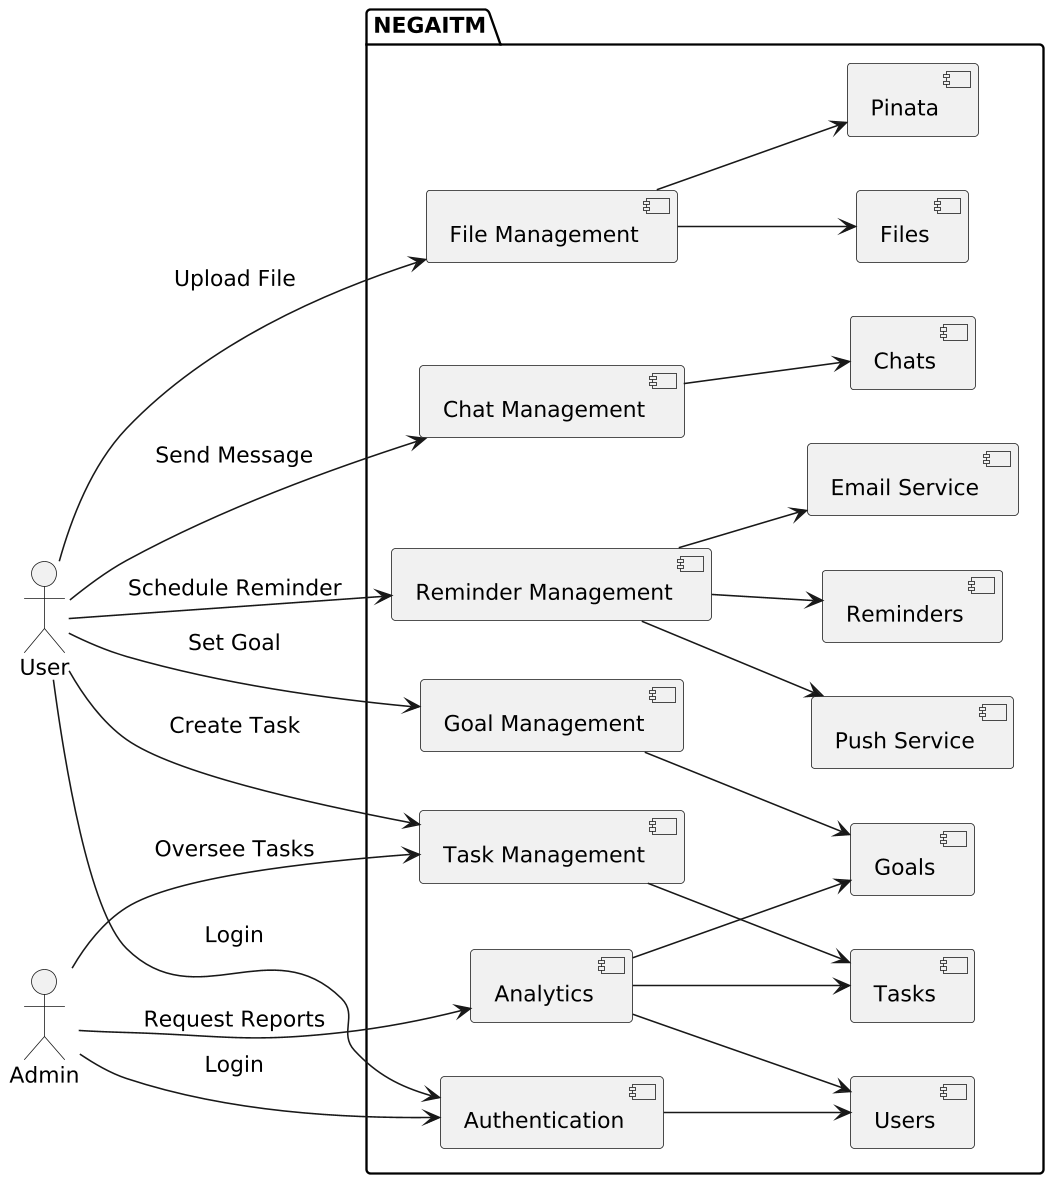 NEGAITM
Pinata
File Management
Files
Upload File
Chats
Chat Management
Send Message
Email Service
Schedule Reminder
Reminder Management
Reminders
User
Set Goal
Goal Management
Push Service
Create Task
Oversee Tasks
Task Management
Goals
Login
Analytics
Tasks
Request Reports
Admin
Login
Authentication
Users